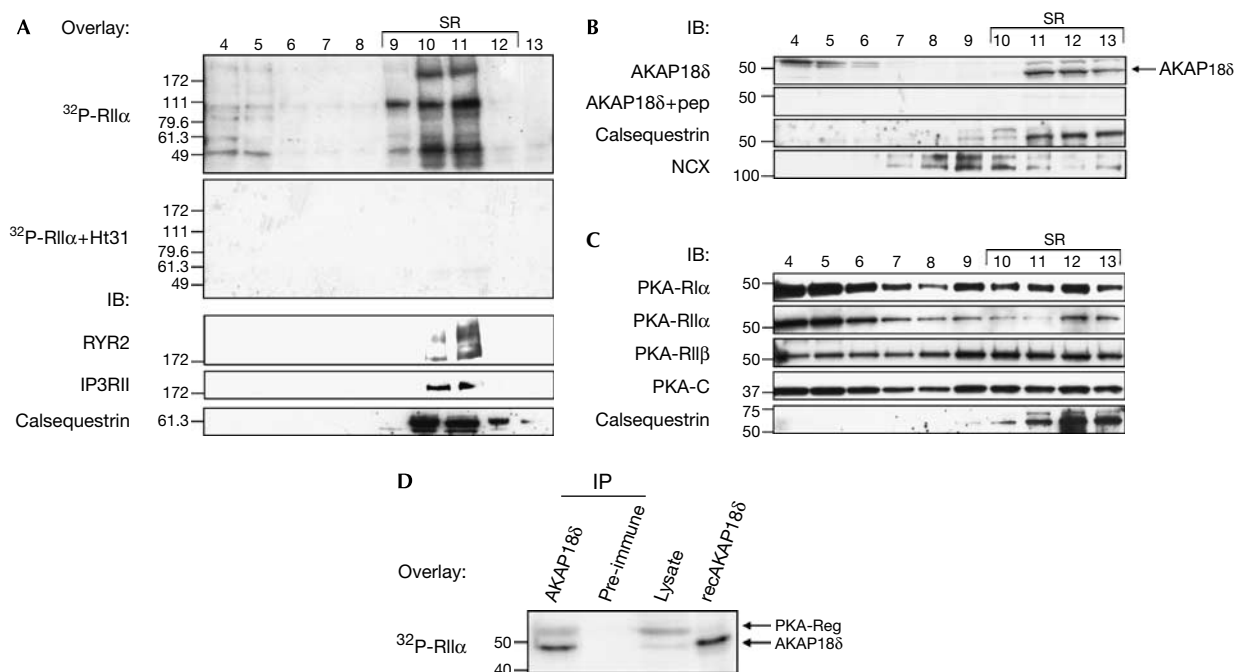 A
Overlay:
SR
4 5 6 7 8 9 10 11 12 13
32P-RIIα
172
111
79.6
61.3
49
32P-RIIα+Ht31
172
111
79.6
61.3
49
IB:
RYR2
172
IP3RII
172
Calsequestrin
61.3
B
IB:
SR
4 5 6 7 8 9 10 11 12 13
AKAP18δ
50
AKAP18δ
AKAP18δ+pep
50
Calsequestrin
50
NCX
100
C
IB:
SR
4 5 6 7 8 9 10 11 12 13
PKA-RIα
50
PKA-RIIα
50
PKA-RIIβ
50
PKA-C
37
Calsequestrin
75
50
D
IP
Overlay:
AKAP18δ
Pre-immune
Lysate
recAKAP18δ
32P-RIIα
50
40
PKA-Reg
AKAP18δ